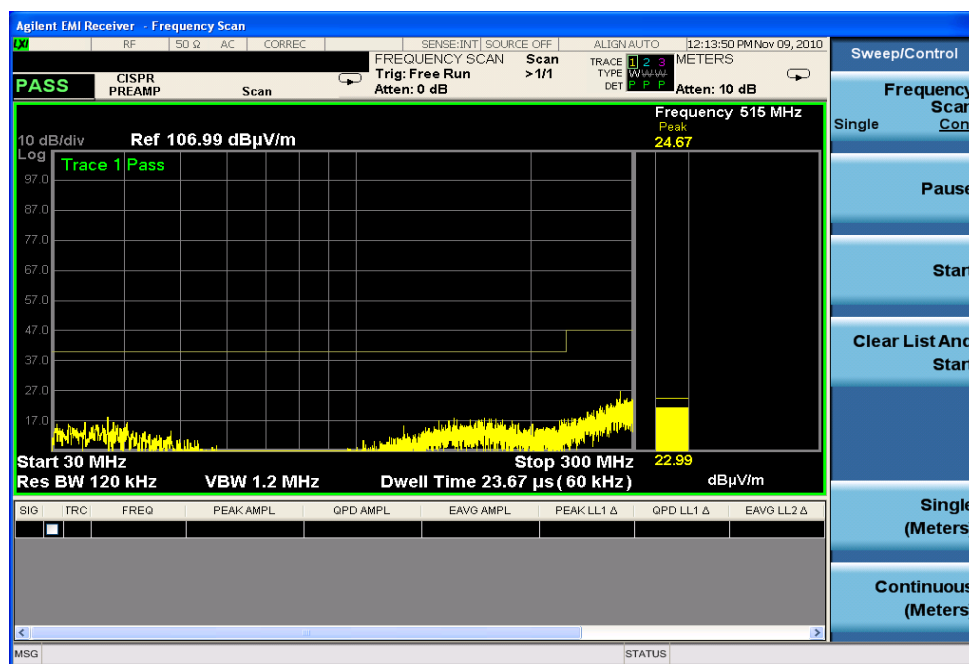 Agilent EMI Receiver - Frequency Scan
LXI RF 50 Ω AC CORREC SENSE:INT SOURCE OFF ALIGN AUTO 12:13:50 PM Nov 09, 2010
FREQUENCY SCAN Scan TRACE 1 2 3 METERS
Trig: Free Run >1/1 TYPE W W W
PASS CISPR PREAMP Scan Atten: 0 dB DET P P P Atten: 10 dB
Frequency 515 MHz
Peak
10 dB/div Ref 106.99 dBµV/m 24.67
Log
Trace 1 Pass
97.0
87.0
77.0
67.0
57.0
47.0
37.0
27.0
17.0
Start 30 MHz Stop 300 MHz 22.99
Res BW 120 kHz VBW 1.2 MHz Dwell Time 23.67 µs ( 60 kHz) dBµV/m
SIG TRC FREQ PEAK AMPL QPD AMPL EAVG AMPL PEAK LL1 Δ QPD LL1 Δ EAVG LL2 Δ
MSG STATUS
Sweep/Control
Frequency
Scan
Single Con
Pause
Star
Clear List And
Star
Single
(Meters
Continuous
(Meters